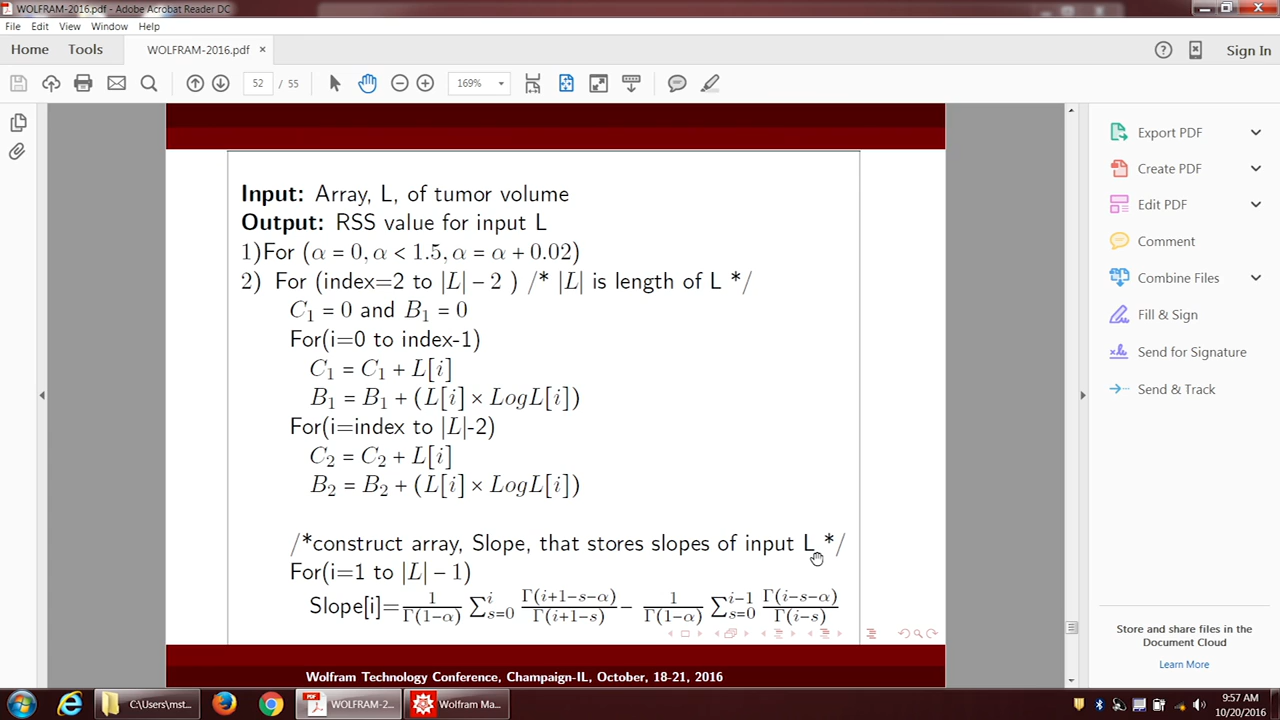 WOLFRAM-2016.pdf - Adobe Acrobat Reader DC
File Edit View Window Help
Home Tools WOLFRAM-2016.pdf × Sign In
52 / 55 169%
Input: Array, L, of tumor volume
Output: RSS value for input L
1)For (α = 0, α < 1.5, α = α + 0.02)
2) For (index=2 to |L| − 2 ) /* |L| is length of L */
C₁ = 0 and B₁ = 0
For(i=0 to index-1)
C₁ = C₁ + L[i]
B₁ = B₁ + (L[i] × LogL[i])
For(i=index to |L|-2)
C₂ = C₂ + L[i]
B₂ = B₂ + (L[i] × LogL[i])
/*construct array, Slope, that stores slopes of input L */
For(i=1 to |L| − 1)
Slope[i]= 1/Γ(1−α) ∑ⁱₛ₌₀ Γ(i+1−s−α)/Γ(i+1−s) − 1/Γ(1−α) ∑ⁱ⁻¹ₛ₌₀ Γ(i−s−α)/Γ(i−s)
Wolfram Technology Conference, Champaign-IL, October, 18-21, 2016
Export PDF
Create PDF
Edit PDF
Comment
Combine Files
Fill & Sign
Send for Signature
Send & Track
Store and share files in the
Document Cloud
Learn More
C:\Users\mst...
WOLFRAM-2...
Wolfram Ma...
9:57 AM
10/20/2016